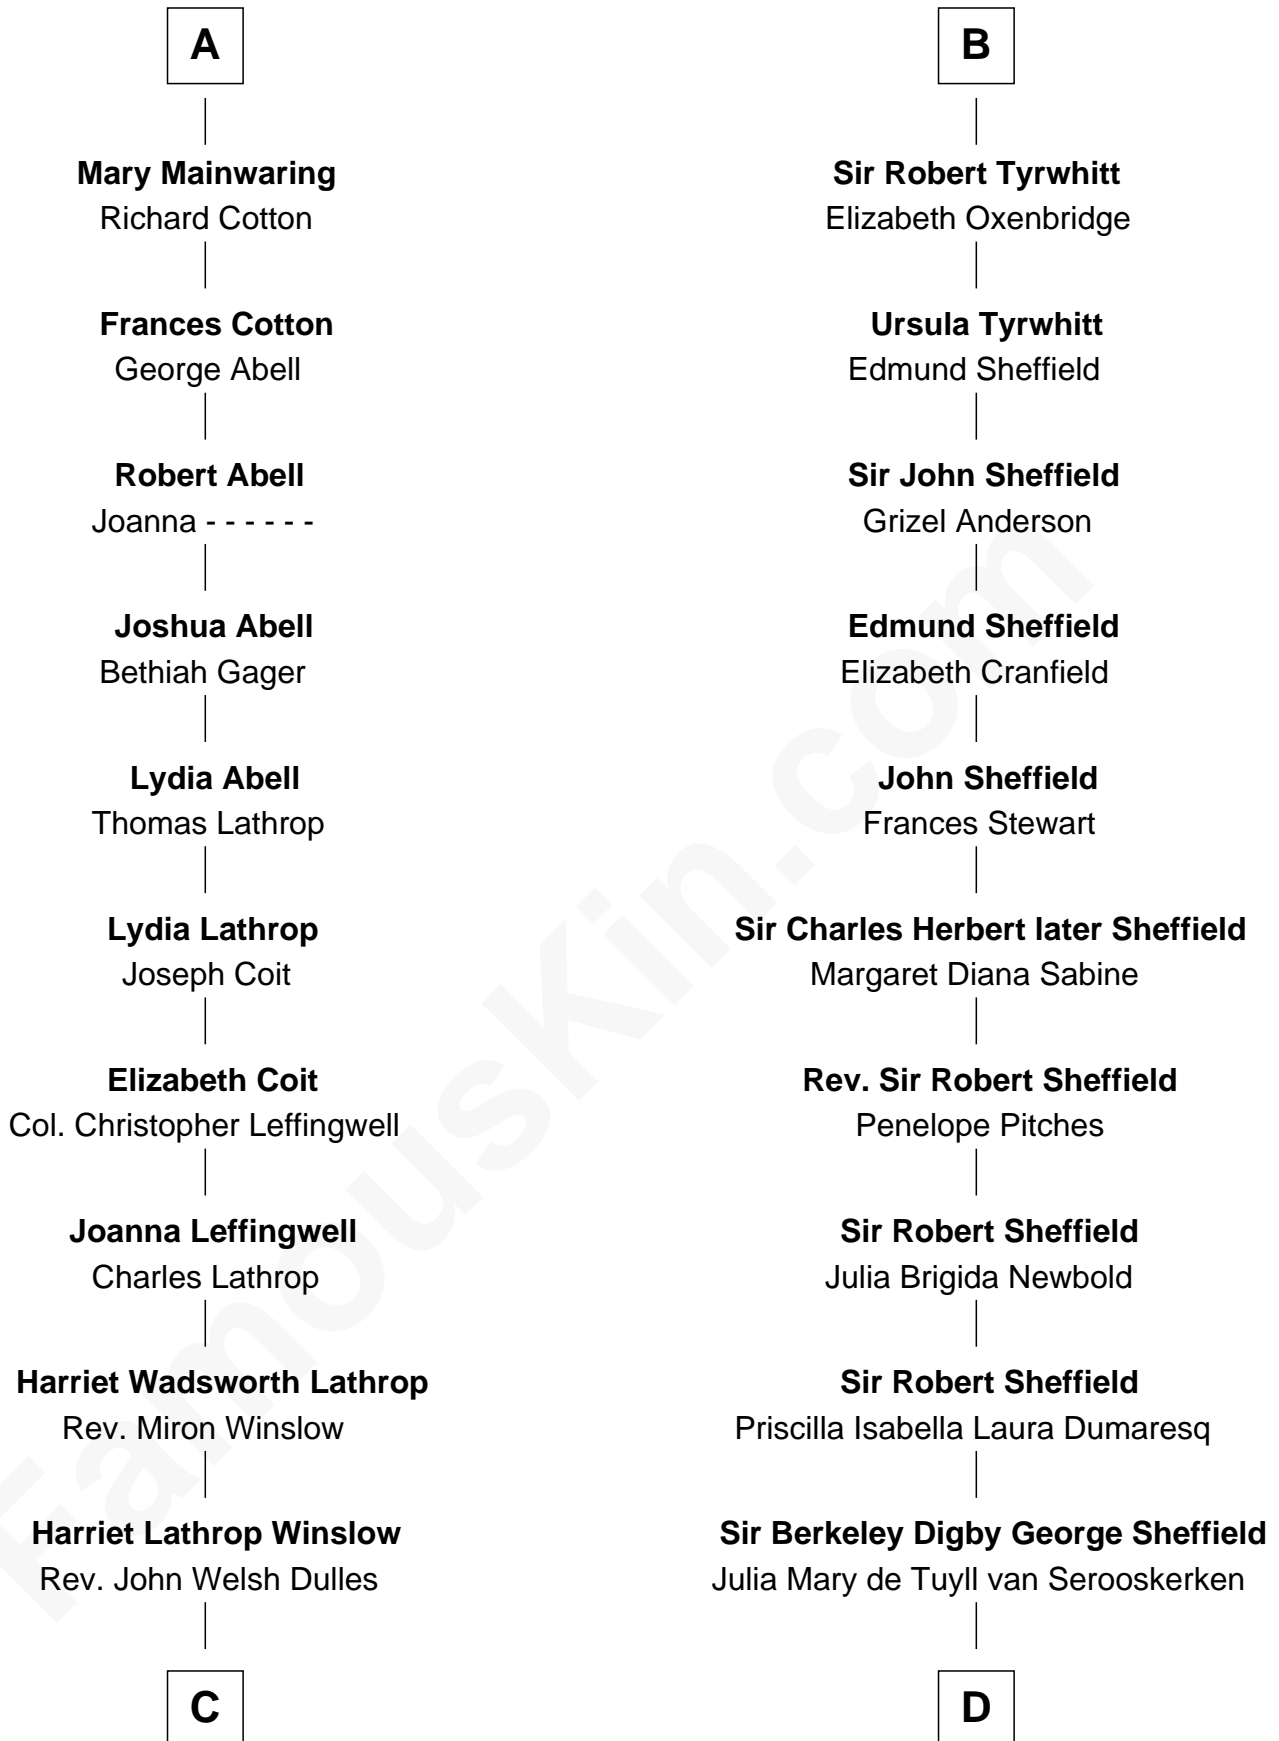 A
Mary Mainwaring
Richard Cotton
Frances Cotton
George Abell
Robert Abell
Joanna - - - - - -
Joshua Abell
Bethiah Gager
Lydia Abell
Thomas Lathrop
Lydia Lathrop
Joseph Coit
Elizabeth Coit
Col. Christopher Leffingwell
Joanna Leffingwell
Charles Lathrop
Harriet Wadsworth Lathrop
Rev. Miron Winslow
Harriet Lathrop Winslow
Rev. John Welsh Dulles
C
B
Sir Robert Tyrwhitt
Elizabeth Oxenbridge
Ursula Tyrwhitt
Edmund Sheffield
Sir John Sheffield
Grizel Anderson
Edmund Sheffield
Elizabeth Cranfield
John Sheffield
Frances Stewart
Sir Charles Herbert later Sheffield
Margaret Diana Sabine
Rev. Sir Robert Sheffield
Penelope Pitches
Sir Robert Sheffield
Julia Brigida Newbold
Sir Robert Sheffield
Priscilla Isabella Laura Dumaresq
Sir Berkeley Digby George Sheffield
Julia Mary de Tuyll van Serooskerken
D
FamousKin.com